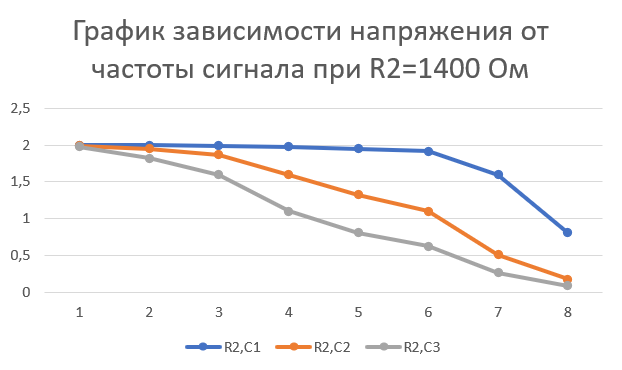 График зависимости напряжения от
частоты сигнала при R2=1400 Ом
2,5
2
1,5
1
0,5
0
1 2 3 4 5 6 7 8
R2,C1 R2,C2 R2,C3